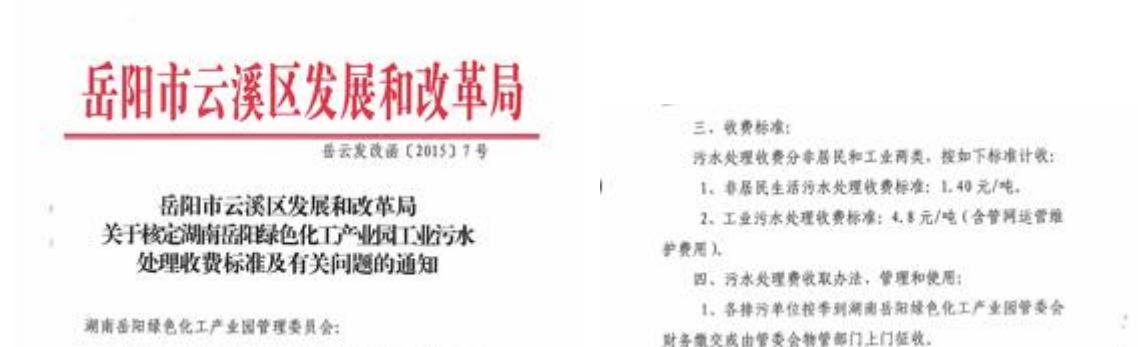 岳阳市云溪区发展和改革局
岳云发改函〔2015〕7号
岳阳市云溪区发展和改革局
关于核定湖南岳阳绿色化工产业园工业污水
处理收费标准及有关问题的通知
湖南岳阳绿色化工产业园管理委员会：
三、收费标准：
污水处理收费分非居民和工业两类，按如下标准计收：
1、非居民生活污水处理收费标准：1.40元/吨。
2、工业污水处理收费标准：4.8元/吨（含管网运营维
护费用）。
四、污水处理费收取办法、管理和使用：
1、各排污单位按季到湖南岳阳绿色化工产业园管委会
财务缴交或由管委会物管部门上门征收。